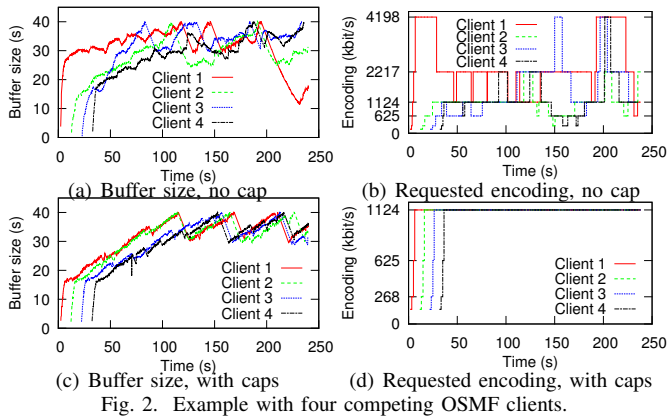 Buffer size (s)
50
40
30
20
10
0
Client 1
Client 2
Client 3
Client 4
0 50 100 150 200 250
Time (s)
(a) Buffer size, no cap
Encoding (kbit/s)
4198
2217
1124
625
0
Client 1
Client 2
Client 3
Client 4
0 50 100 150 200 250
Time (s)
(b) Requested encoding, no cap
Buffer size (s)
50
40
30
20
10
0
Client 1
Client 2
Client 3
Client 4
0 50 100 150 200 250
Time (s)
(c) Buffer size, with caps
Encoding (kbit/s)
1124
625
268
0
Client 1
Client 2
Client 3
Client 4
0 50 100 150 200 250
Time (s)
(d) Requested encoding, with caps
Fig. 2. Example with four competing OSMF clients.